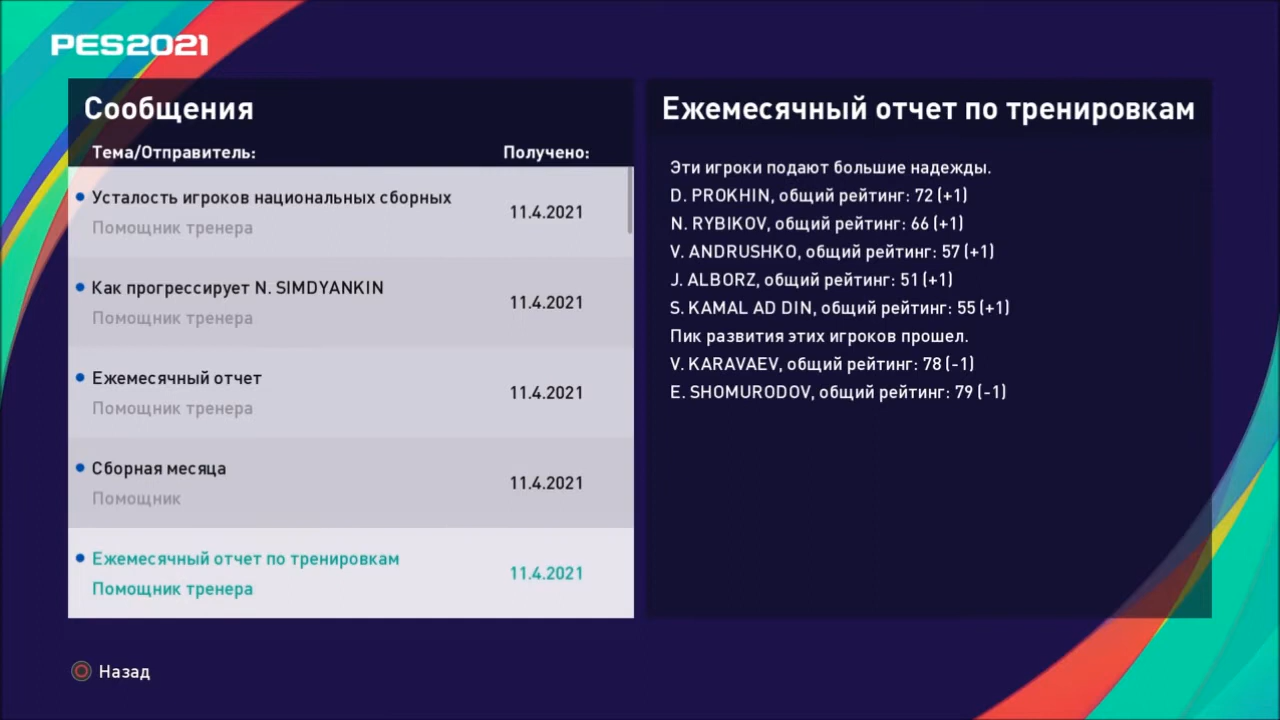 PES2021
Сообщения
Тема/Отправитель: Получено:
Усталость игроков национальных сборных
Помощник тренера
11.4.2021
Как прогрессирует N. SIMDYANKIN
Помощник тренера
11.4.2021
Ежемесячный отчет
Помощник тренера
11.4.2021
Сборная месяца
Помощник
11.4.2021
Ежемесячный отчет по тренировкам
Помощник тренера
11.4.2021
Ежемесячный отчет по тренировкам
Эти игроки подают большие надежды.
D. PROKHIN, общий рейтинг: 72 (+1)
N. RYBIKOV, общий рейтинг: 66 (+1)
V. ANDRUSHKO, общий рейтинг: 57 (+1)
J. ALBORZ, общий рейтинг: 51 (+1)
S. KAMAL AD DIN, общий рейтинг: 55 (+1)
Пик развития этих игроков прошел.
V. KARAVAEV, общий рейтинг: 78 (-1)
E. SHOMURODOV, общий рейтинг: 79 (-1)
Назад